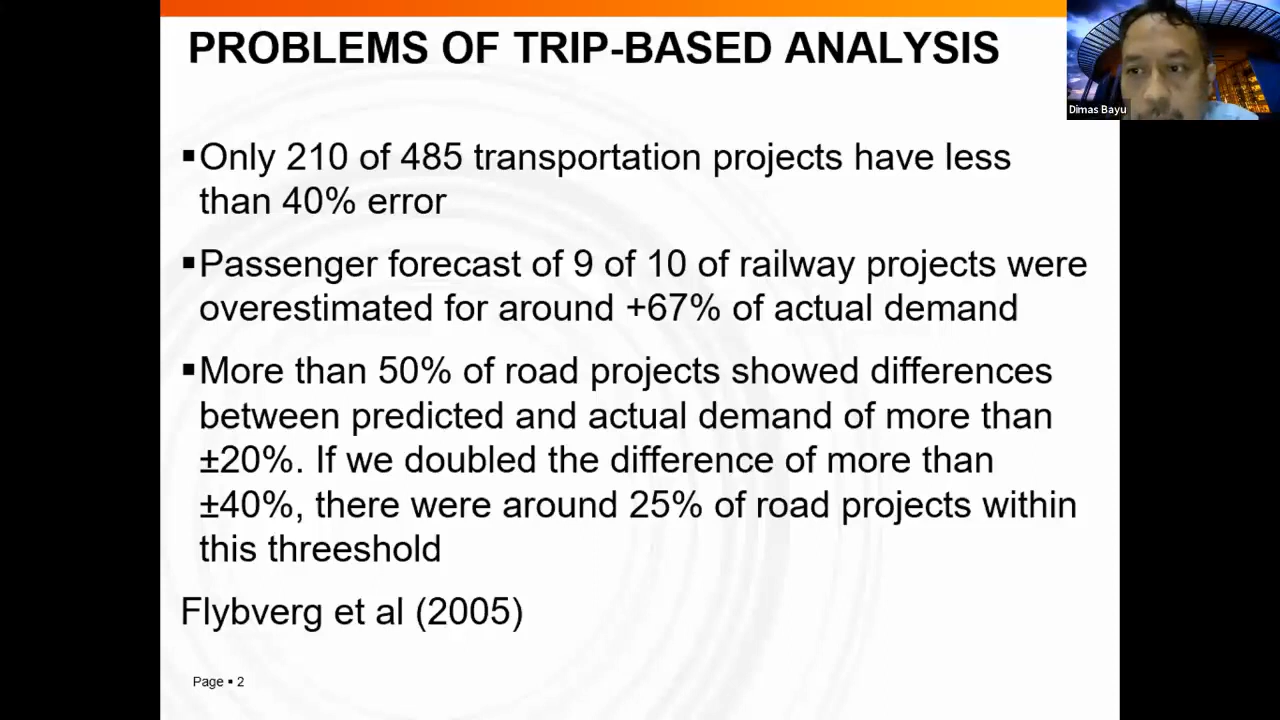 PROBLEMS OF TRIP-BASED ANALYSIS
Dimas Bayu
▪Only 210 of 485 transportation projects have less
than 40% error
▪Passenger forecast of 9 of 10 of railway projects were
overestimated for around +67% of actual demand
▪More than 50% of road projects showed differences
between predicted and actual demand of more than
±20%. If we doubled the difference of more than
±40%, there were around 25% of road projects within
this threeshold
Flybverg et al (2005)
Page ▪ 2